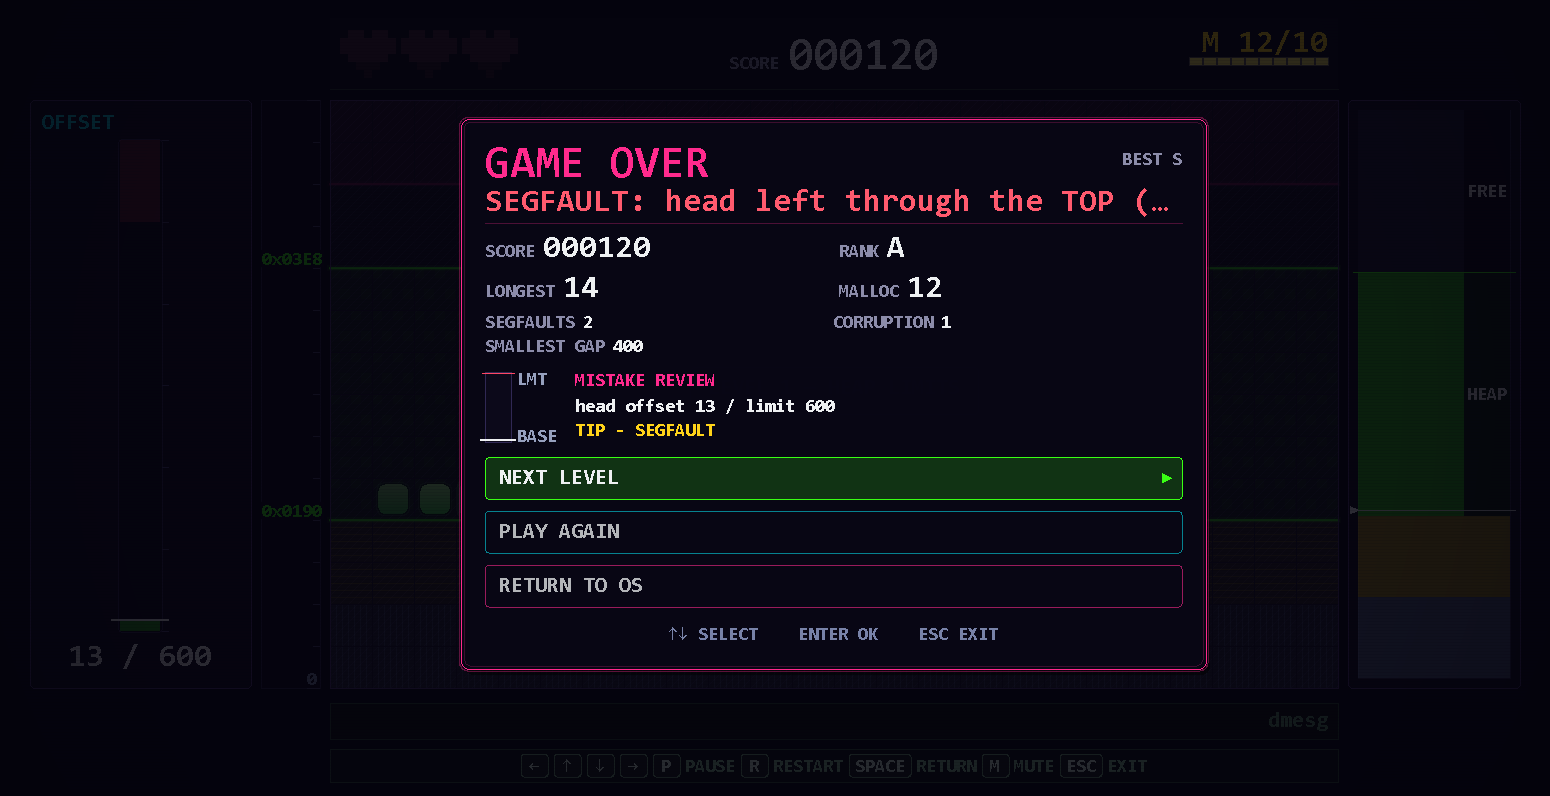 SCORE 000120
M 12/10
OFFSET
GAME OVER
BEST S
SEGFAULT: head left through the TOP (…
FREE
SCORE 000120
RANK A
0x03E8
LONGEST 14
MALLOC 12
SEGFAULTS 2
CORRUPTION 1
SMALLEST GAP 400
LMT
MISTAKE REVIEW
head offset 13 / limit 600
HEAP
BASE
TIP - SEGFAULT
NEXT LEVEL ▶
0x0190
PLAY AGAIN
RETURN TO OS
↑↓ SELECT ENTER OK ESC EXIT
13 / 600
0
dmesg
← ↑ ↓ → P PAUSE R RESTART SPACE RETURN M MUTE ESC EXIT